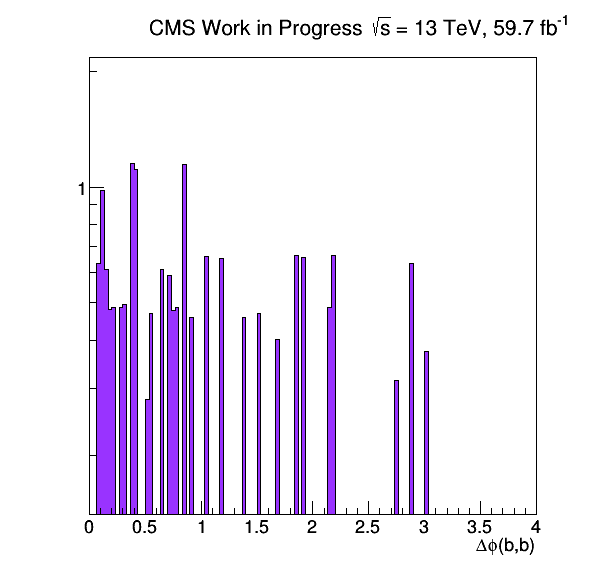 CMS Work in Progress √s = 13 TeV, 59.7 fb⁻¹
1
0 0.5 1 1.5 2 2.5 3 3.5 4
Δϕ(b,b)